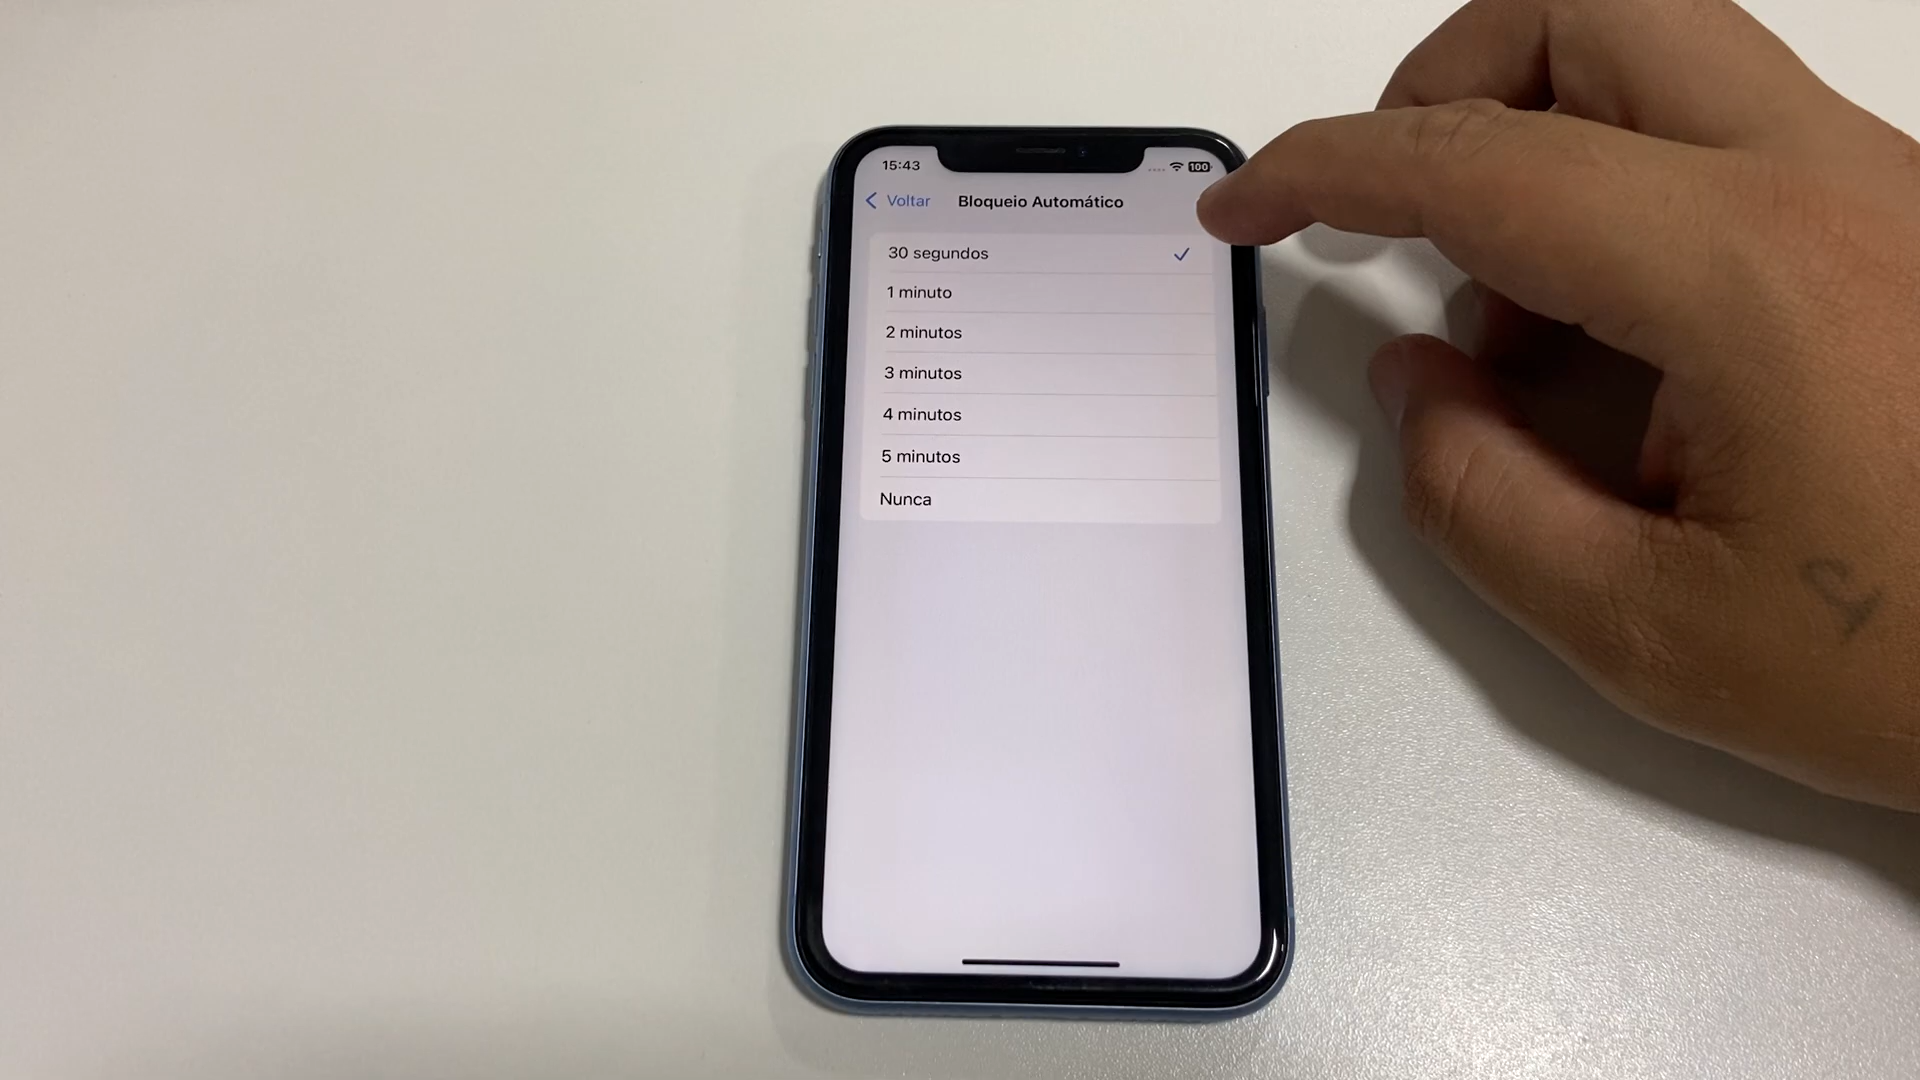 15:43
100
Voltar
Bloqueio Automático
30 segundos
1 minuto
2 minutos
3 minutos
4 minutos
5 minutos
Nunca